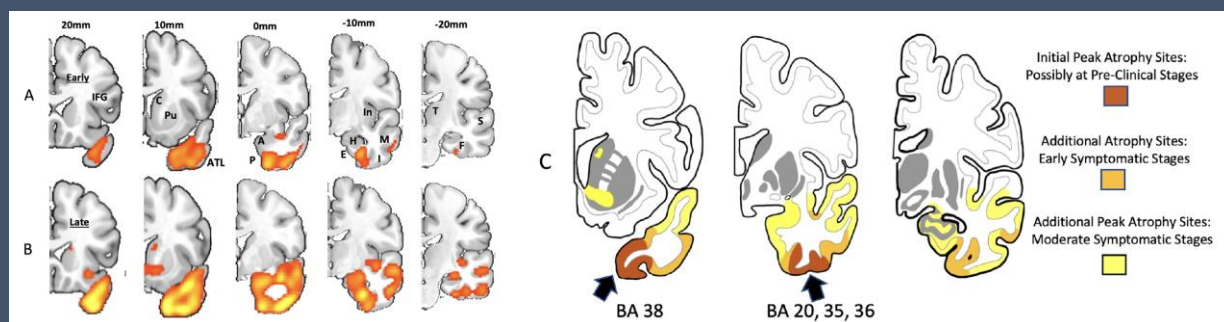 20mm
10mm
0mm
-10mm
-20mm
A
Early
IFG
C
Pu
ATL
A
P
In
H
M
E
I
T
S
F
B
Late
C
BA 38
BA 20, 35, 36
Initial Peak Atrophy Sites:
Possibly at Pre-Clinical Stages
Additional Atrophy Sites:
Early Symptomatic Stages
Additional Peak Atrophy Sites:
Moderate Symptomatic Stages